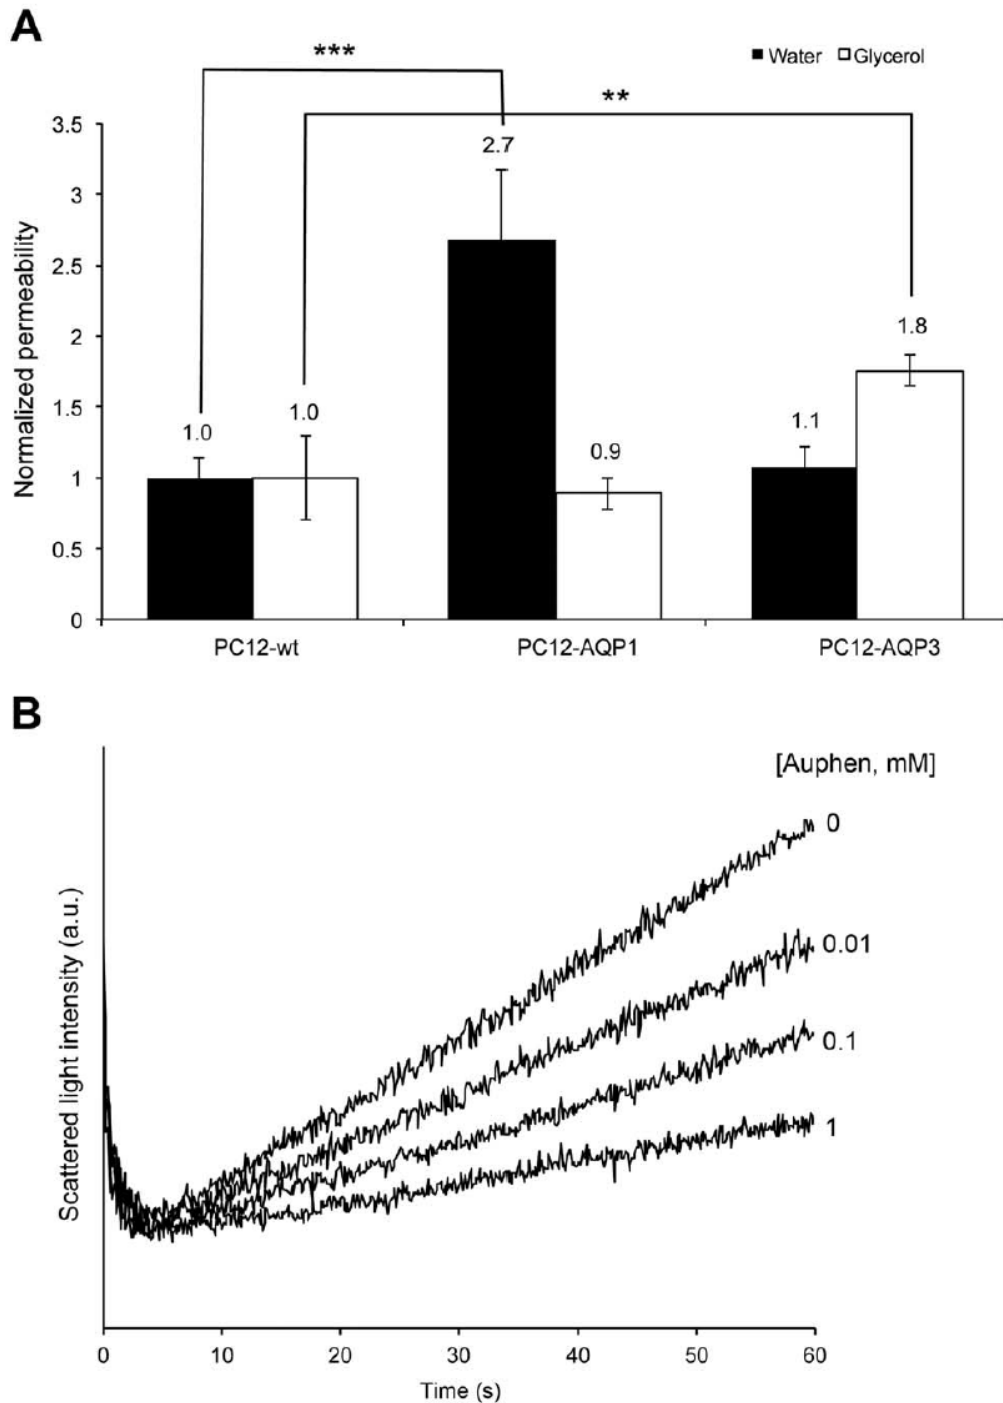 A
***
■ Water □ Glycerol
**
3.5
3
2.5
2
1.5
1
0.5
0
Normalized permeability
1.0
1.0
2.7
0.9
1.1
1.8
PC12-wt
PC12-AQP1
PC12-AQP3
B
[Auphen, mM]
0
0.01
0.1
1
Scattered light intensity (a.u.)
0 10 20 30 40 50 60
Time (s)